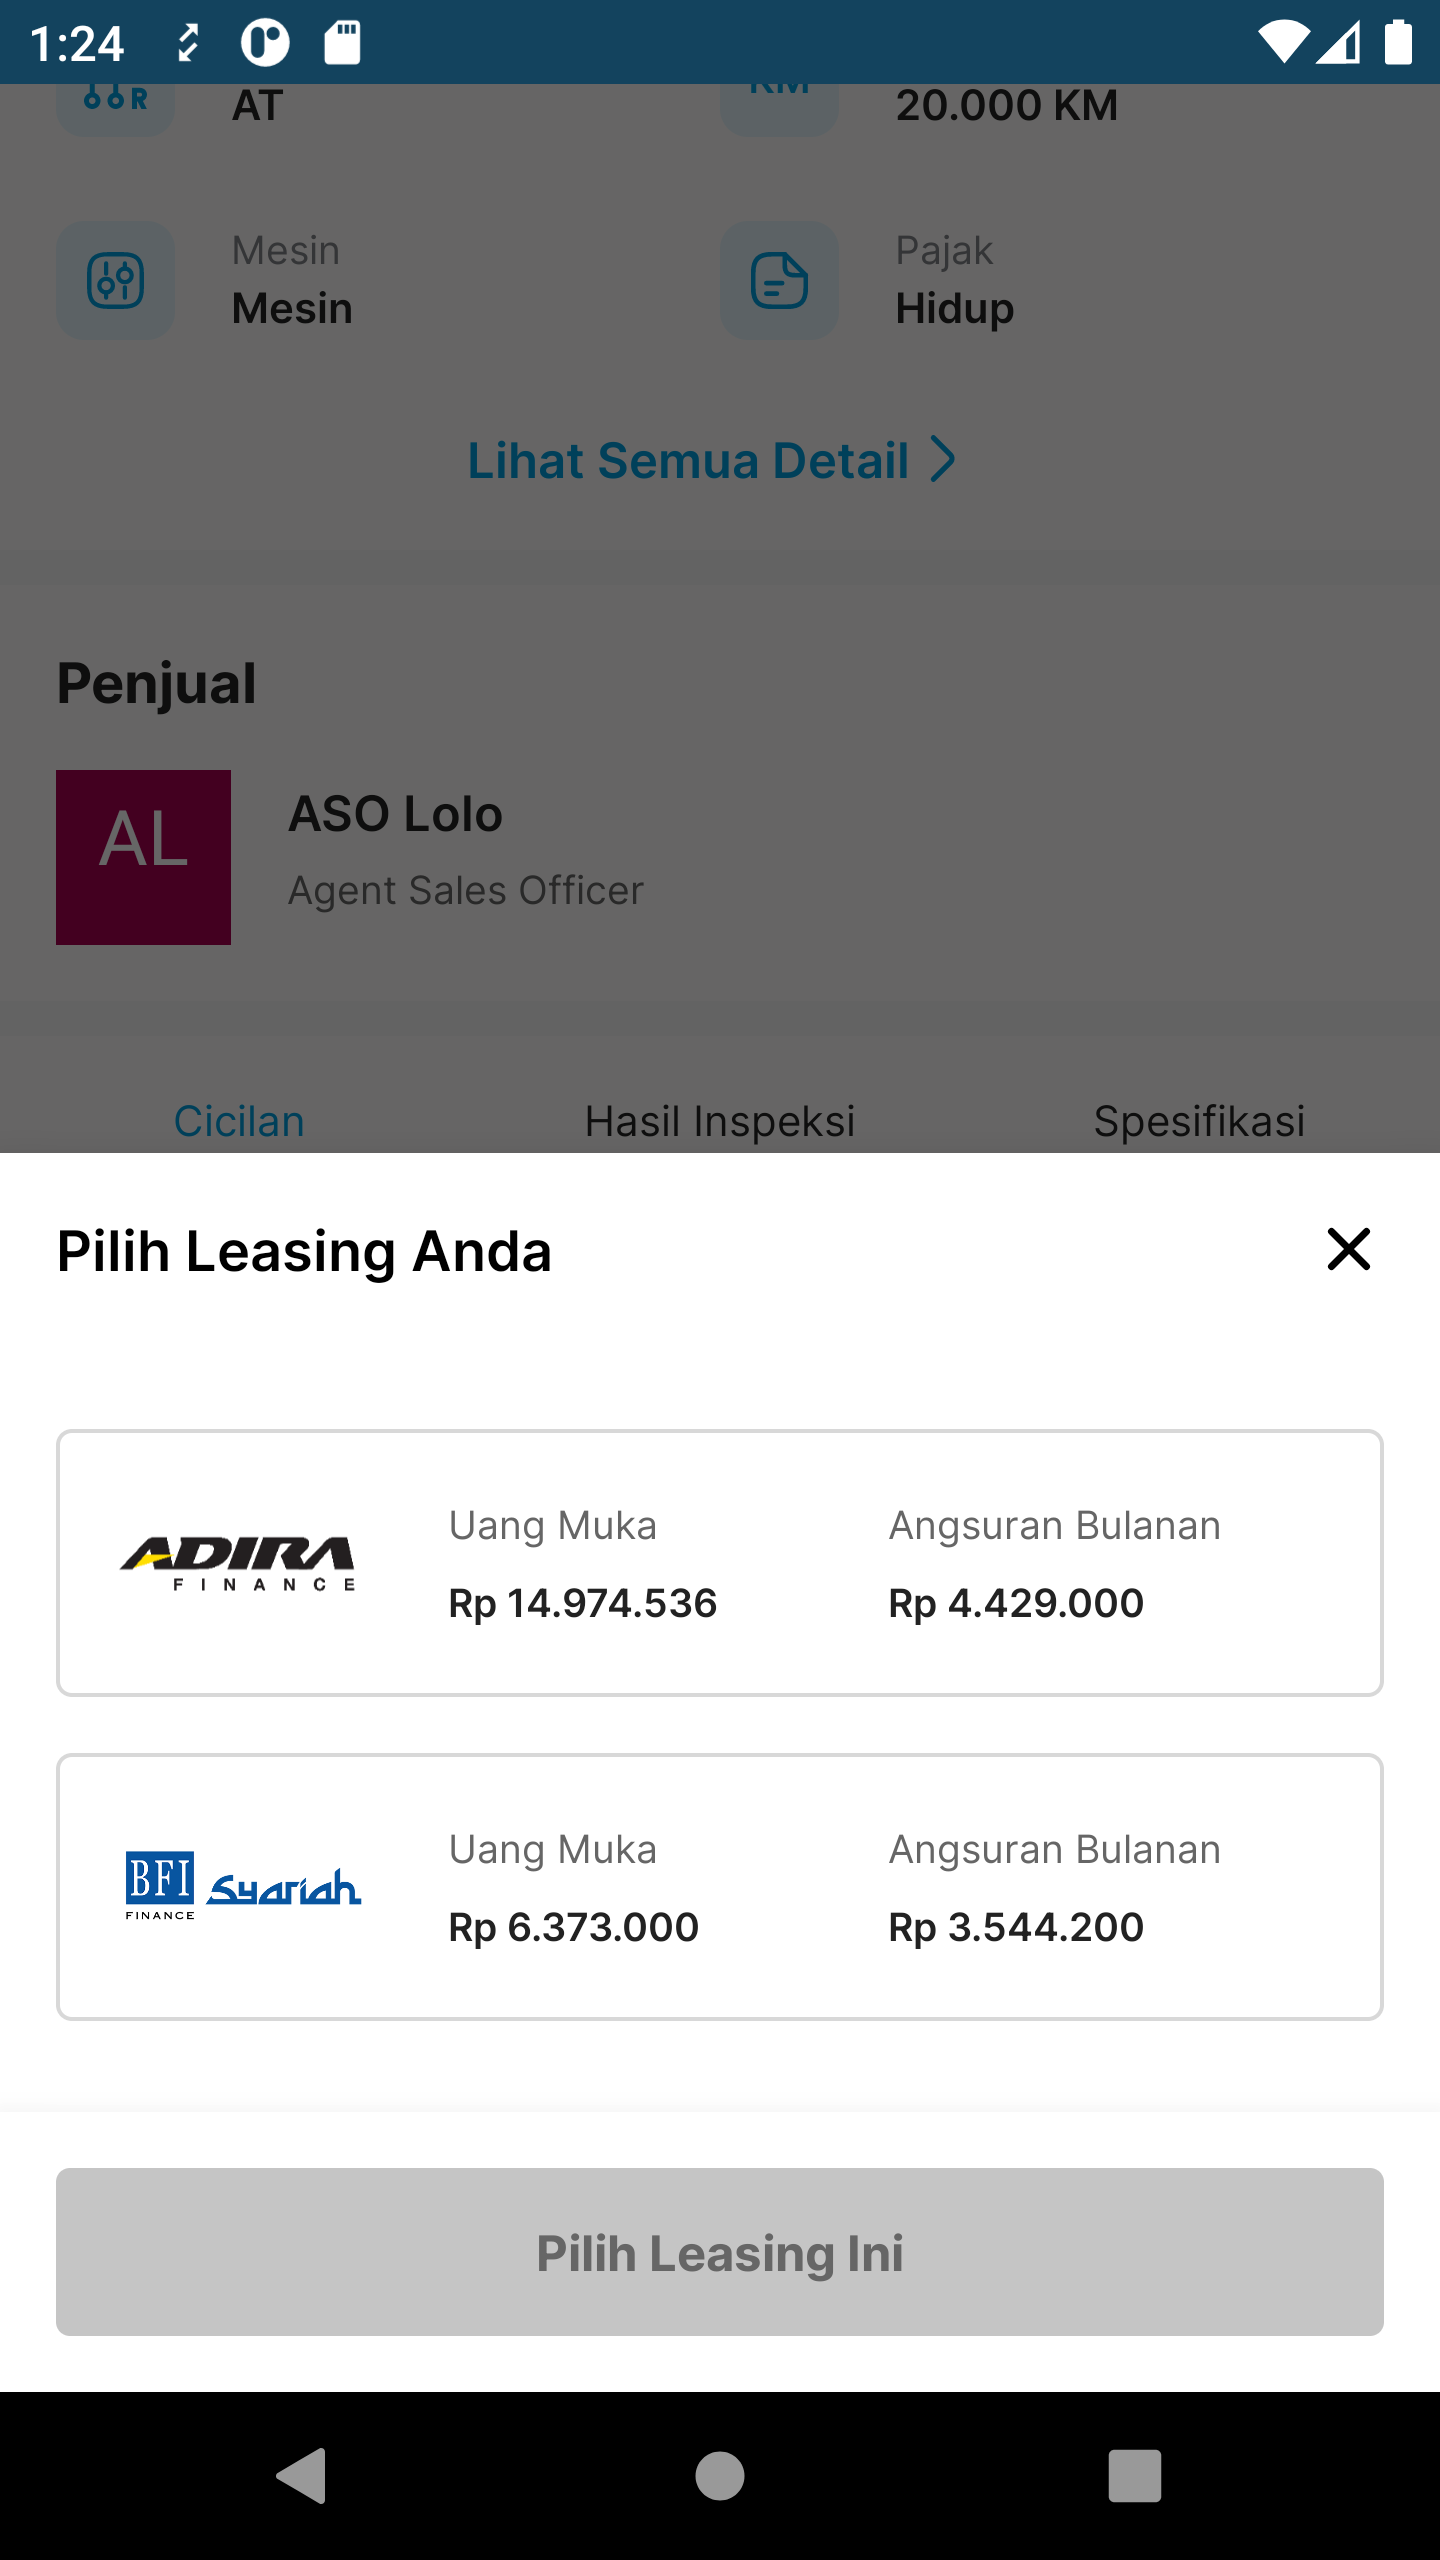 1:24
R
AT
KM
20.000 KM
Mesin
Mesin
Pajak
Hidup
Lihat Semua Detail
Penjual
AL
ASO Lolo
Agent Sales Officer
Cicilan
Hasil Inspeksi
Spesifikasi
Pilih Leasing Anda
ADIRA
FINANCE
Uang Muka
Angsuran Bulanan
Rp 14.974.536
Rp 4.429.000
BFI Syariah
FINANCE
Uang Muka
Angsuran Bulanan
Rp 6.373.000
Rp 3.544.200
Pilih Leasing Ini